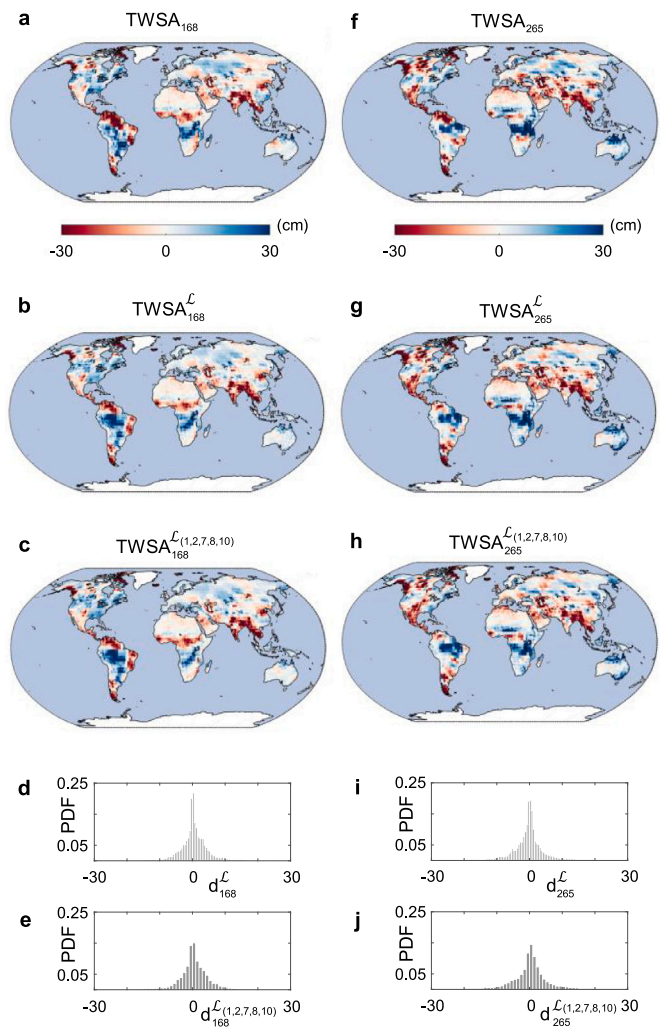 a TWSA168
f TWSA265
(cm)
-30 0 30
(cm)
-30 0 30
b TWSAℒ168
g TWSAℒ265
c TWSAℒ(1,2,7,8,10)168
h TWSAℒ(1,2,7,8,10)265
d 0.25 PDF 0.05
-30 0 30
dℒ168
i 0.25 PDF 0.05
-30 0 30
dℒ265
e 0.25 PDF 0.05
-30 0 30
dℒ(1,2,7,8,10)168
j 0.25 PDF 0.05
-30 0 30
dℒ(1,2,7,8,10)265